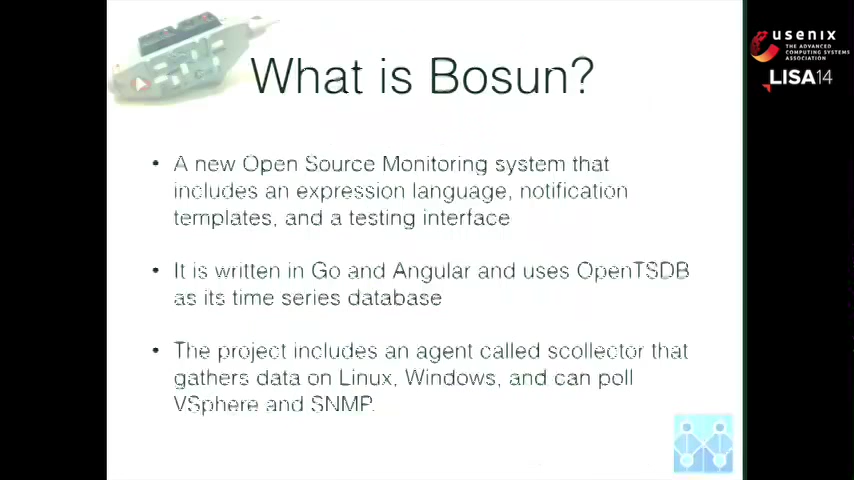 What is Bosun?
usenix
THE ADVANCED
COMPUTING SYSTEMS
ASSOCIATION
LISA14
• A new Open Source Monitoring system that
includes an expression language, notification
templates, and a testing interface
• It is written in Go and Angular and uses OpenTSDB
as its time series database
• The project includes an agent called scollector that
gathers data on Linux, Windows, and can poll
VSphere and SNMP.